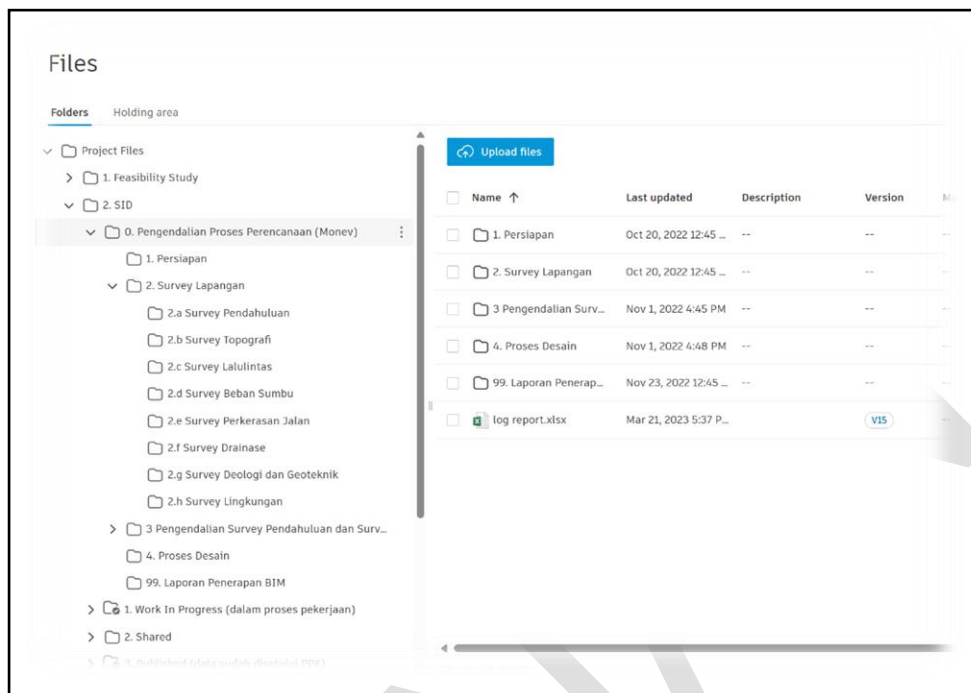 Files
Folders Holding area
Project Files
1. Feasibility Study
2. SID
0. Pengendalian Proses Perencanaan (Monev)
1. Persiapan
2. Survey Lapangan
2.a Survey Pendahuluan
2.b Survey Topografi
2.c Survey Lalulintas
2.d Survey Beban Sumbu
2.e Survey Perkerasan Jalan
2.f Survey Drainase
2.g Survey Deologi dan Geoteknik
2.h Survey Lingkungan
3 Pengendalian Survey Pendahuluan dan Surv...
4. Proses Desain
99. Laporan Penerapan BIM
1. Work In Progress (dalam proses pekerjaan)
2. Shared
3. Published (data sudah disetujui PPK)
Upload files
Name Last updated Description Version
1. Persiapan Oct 20, 2022 12:45 ... -- --
2. Survey Lapangan Oct 20, 2022 12:45 ... -- --
3 Pengendalian Surv... Nov 1, 2022 4:45 PM -- --
4. Proses Desain Nov 1, 2022 4:48 PM -- --
99. Laporan Penerap... Nov 23, 2022 12:45 ... -- --
log report.xlsx Mar 21, 2023 5:37 P... V15